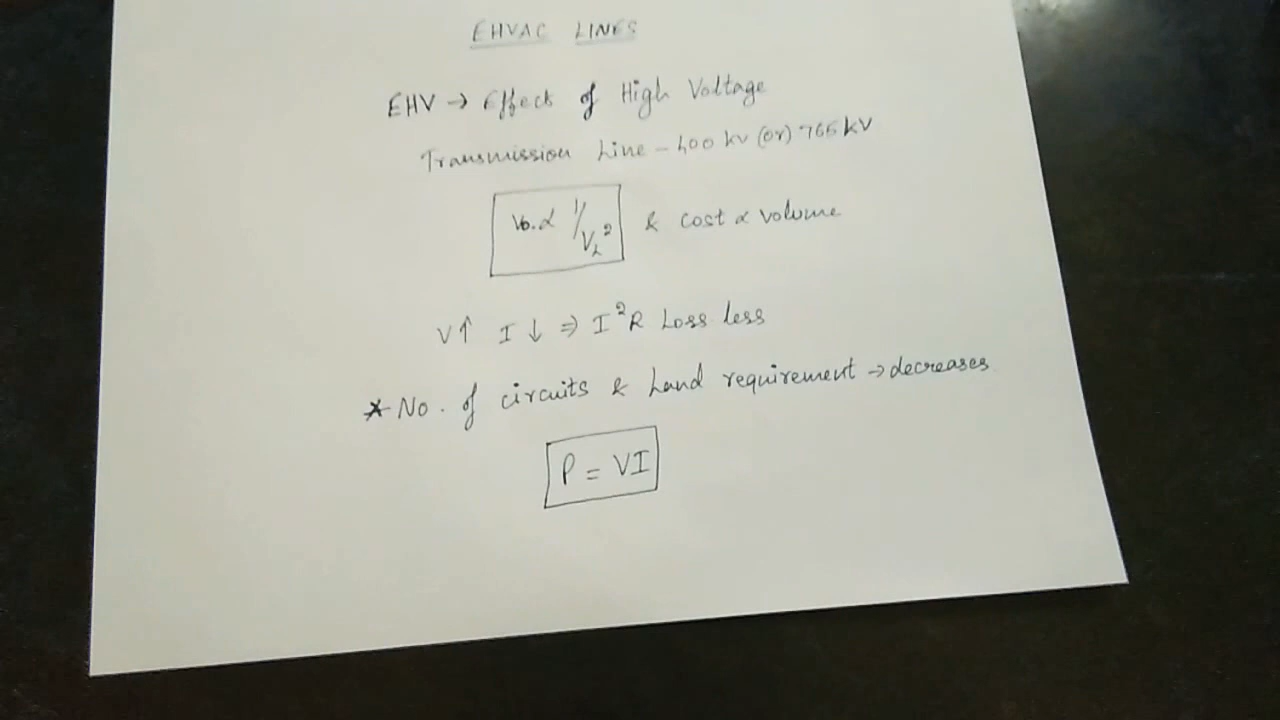 EHVAC LINES
EHV → Effect of High Voltage
Transmission Line - 400 kV (or) 765 kV
Vo. ∝ 1/V_L² & cost ∝ volume
V↑ I↓ ⇒ I²R Loss less
* No. of circuits & Land requirement → decreases
P = VI